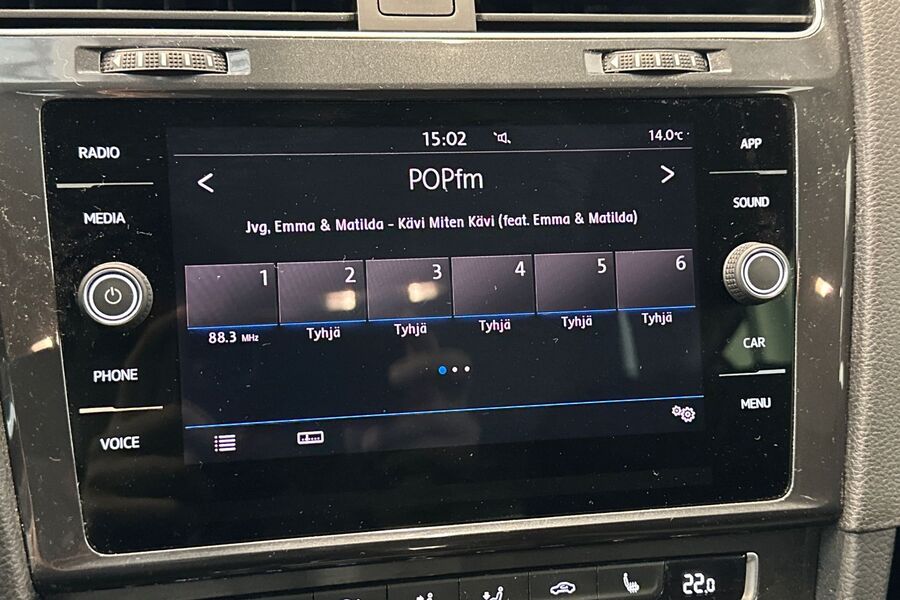 15:02
14.0°C
RADIO
APP
POPfm
MEDIA
SOUND
Jvg, Emma & Matilda - Kävi Miten Kävi (feat. Emma & Matilda)
1 2 3 4 5 6
88.3 MHz Tyhjä Tyhjä Tyhjä Tyhjä Tyhjä
PHONE
CAR
VOICE
MENU
22.0